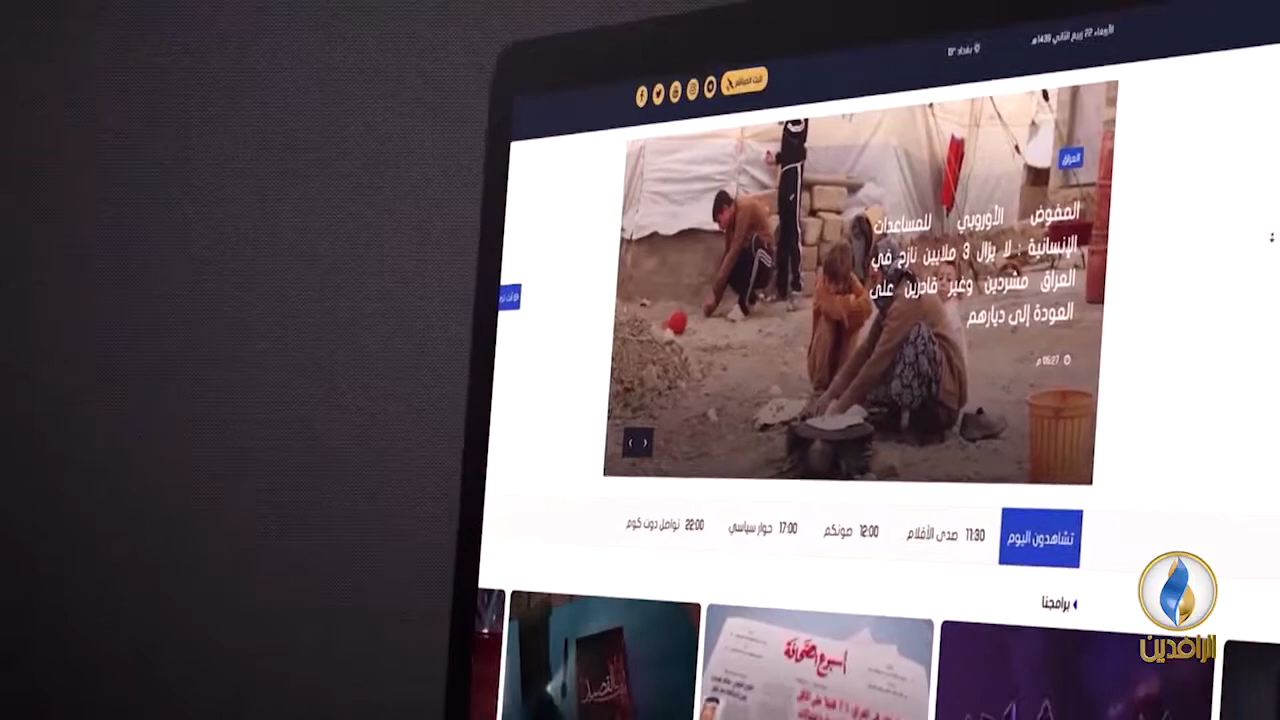 الأربعاء 22 ربيع الثاني 1439هـ
بغداد
البث المباشر
العراق
المفوض الأوروبي للمساعدات
الإنسانية : لا يزال 3 ملايين نازح في
العراق مشردين وغير قادرين على
العودة إلى ديارهم
05:27 م
تشاهدون اليوم
11:30 صدى الأقلام
12:00 صوتكم
17:00 حوار سياسي
22:00 تواصل دوت كوم
برامجنا
أسبوع الصحافة
الرافدين